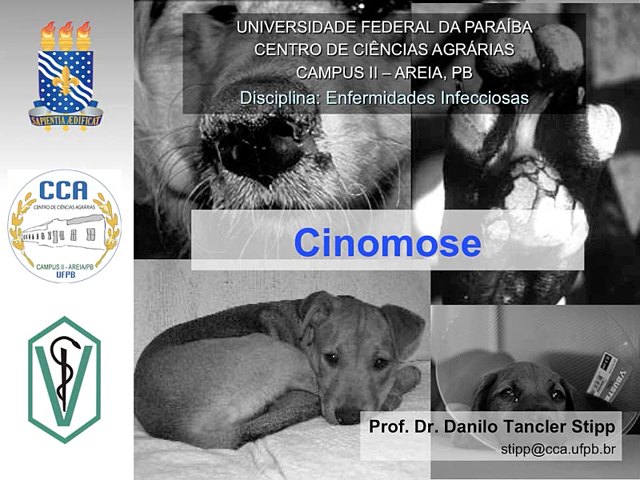 UNIVERSIDADE FEDERAL DA PARAÍBA
CENTRO DE CIÊNCIAS AGRÁRIAS
CAMPUS II – AREIA, PB
Disciplina: Enfermidades Infecciosas
SAPIENTIA ÆDIFICAT
CCA
CENTRO DE CIÊNCIAS AGRÁRIAS
CAMPUS II - AREIA/PB
UFPB
Cinomose
V
Prof. Dr. Danilo Tancler Stipp
stipp@cca.ufpb.br